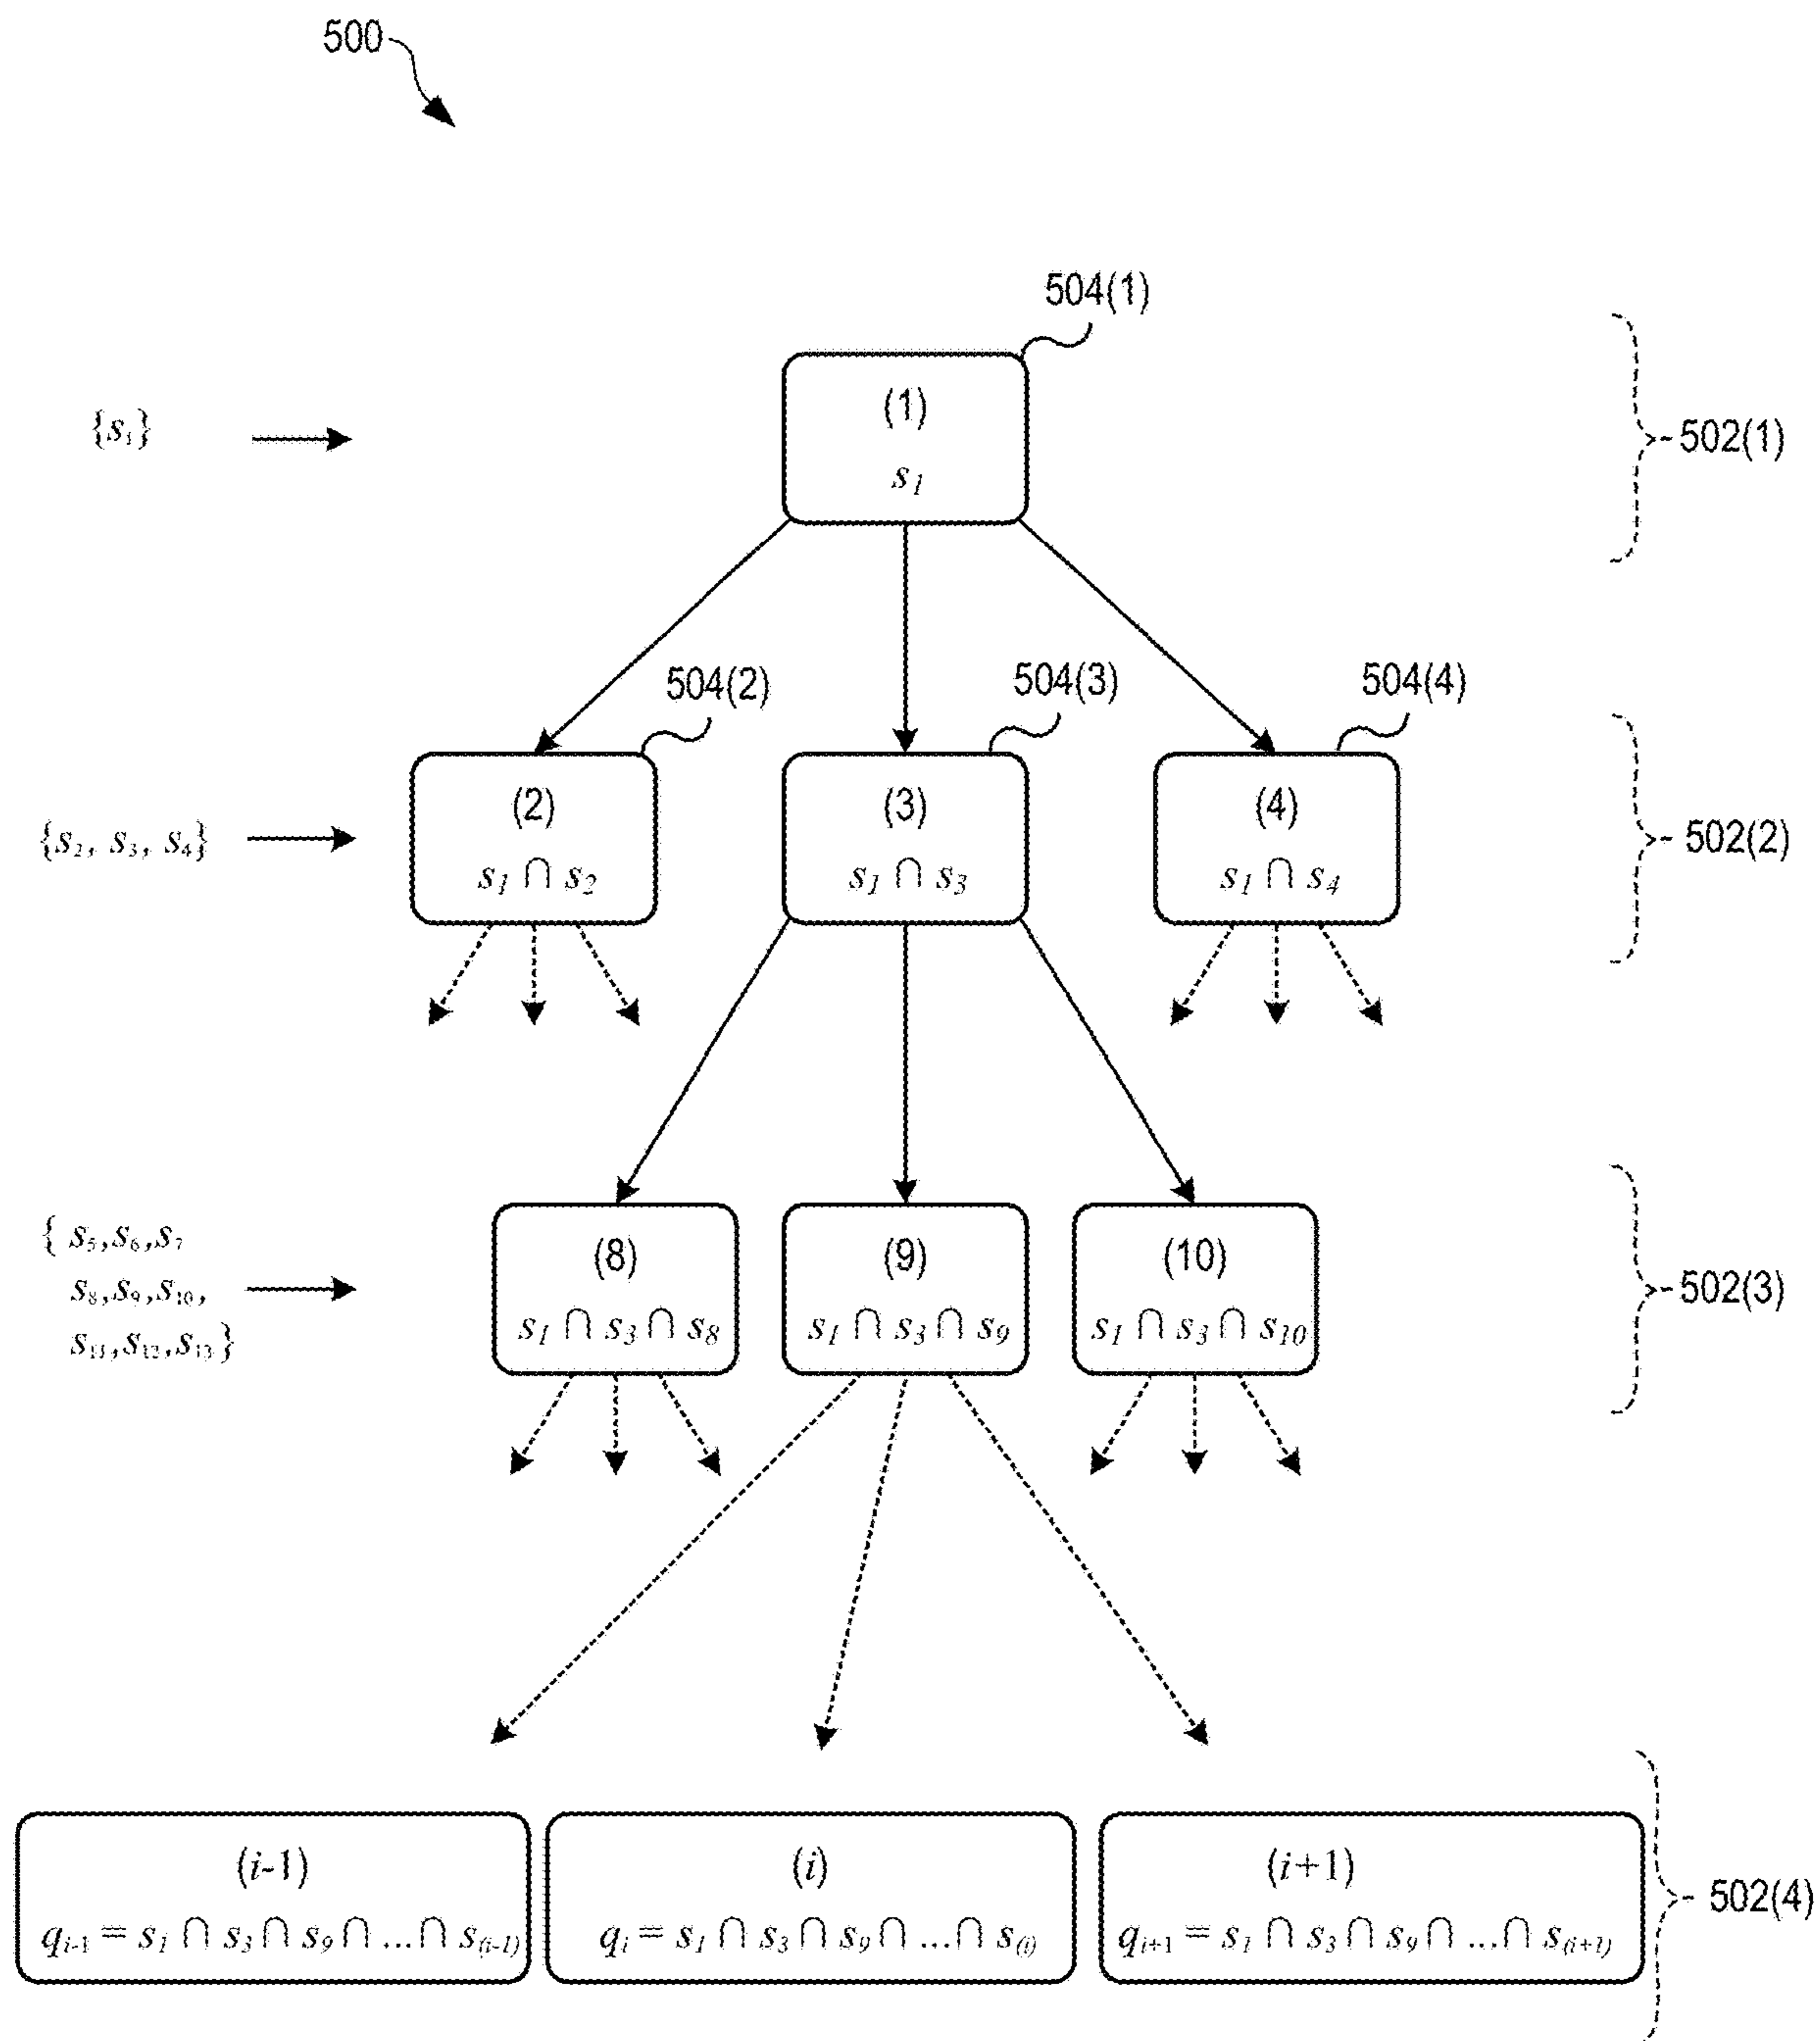 500
504(1)
(1)
{s₁}
s₁
502(1)
504(2)
504(3)
504(4)
(2)
(3)
(4)
{s₂, s₃, s₄}
s₁ ∩ s₂
s₁ ∩ s₃
s₁ ∩ s₄
502(2)
{ s₅,s₆,s₇
s₈,s₉,s₁₀,
s₁₁,s₁₂,s₁₃}
(8)
(9)
(10)
s₁ ∩ s₃ ∩ s₈
s₁ ∩ s₃ ∩ s₉
s₁ ∩ s₃ ∩ s₁₀
502(3)
(i-1)
(i)
(i+1)
qᵢ₋₁ = s₁ ∩ s₃ ∩ s₉ ∩ ...∩ s₍ᵢ₋₁₎
qᵢ = s₁ ∩ s₃ ∩ s₉ ∩ ...∩ s₍ᵢ₎
qᵢ₊₁ = s₁ ∩ s₃ ∩ s₉ ∩ ...∩ s₍ᵢ₊₁₎
502(4)